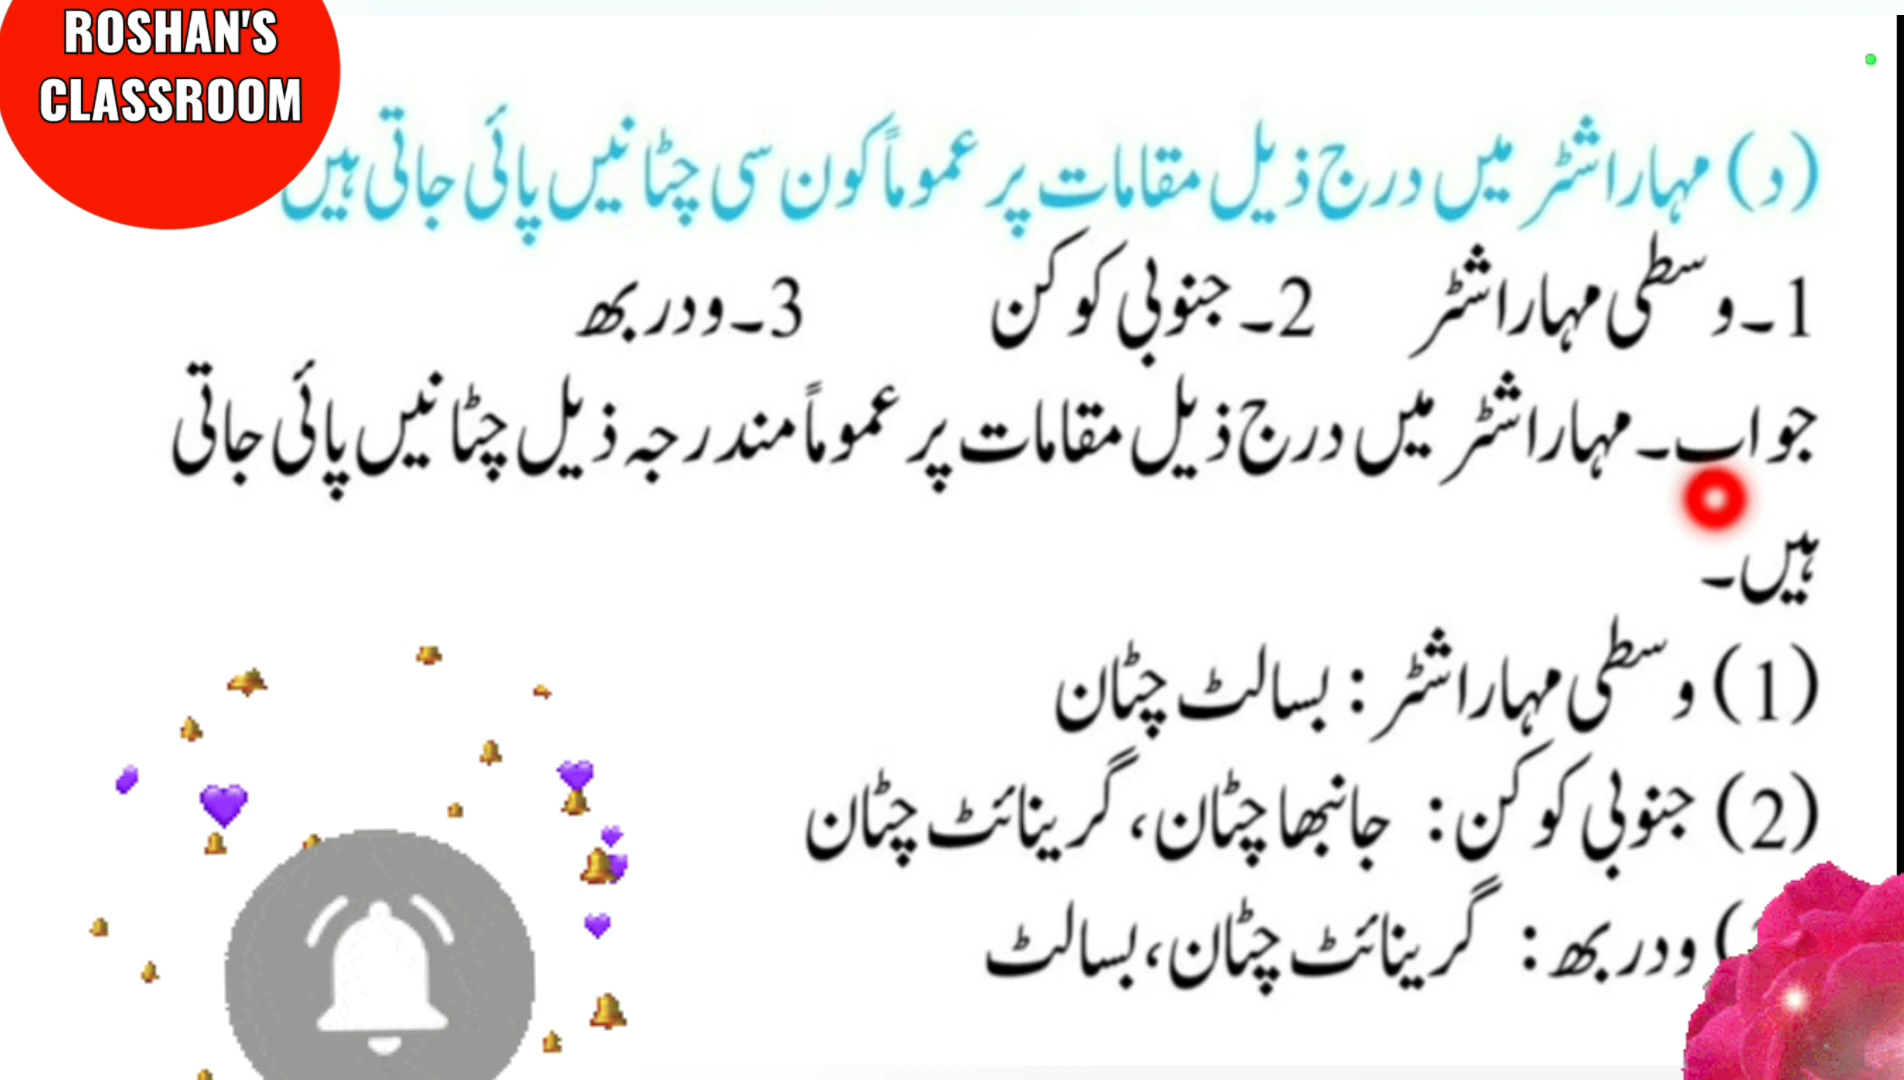 ROSHAN'S
CLASSROOM
(د) مہاراشٹر میں درج ذیل مقامات پر عموماً کون سی چٹانیں پائی جاتی ہیں
1۔وسطی مہاراشٹر 2۔جنوبی کوکن 3۔ودربھ
جواب۔مہاراشٹر میں درج ذیل مقامات پر عموماً مندرجہ ذیل چٹانیں پائی جاتی
ہیں۔
(1) وسطی مہاراشٹر: بسالٹ چٹان
(2) جنوبی کوکن: جانبھا چٹان، گرینائٹ چٹان
) ودربھ: گرینائٹ چٹان، بسالٹ